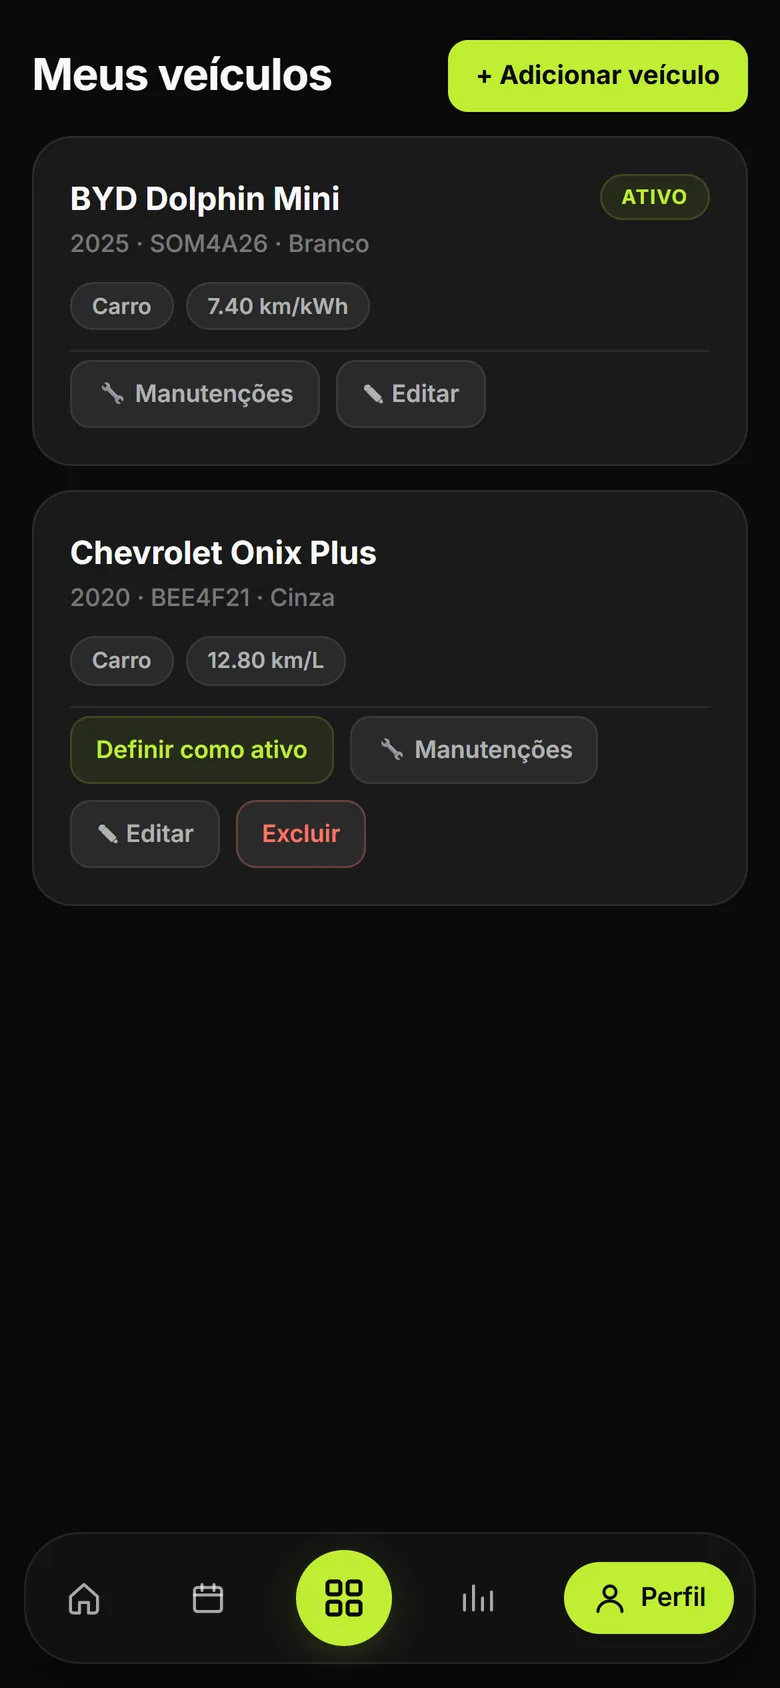 Meus veículos
+ Adicionar veículo
BYD Dolphin Mini
ATIVO
2025 · SOM4A26 · Branco
Carro
7.40 km/kWh
Manutenções
Editar
Chevrolet Onix Plus
2020 · BEE4F21 · Cinza
Carro
12.80 km/L
Definir como ativo
Manutenções
Editar
Excluir
Perfil